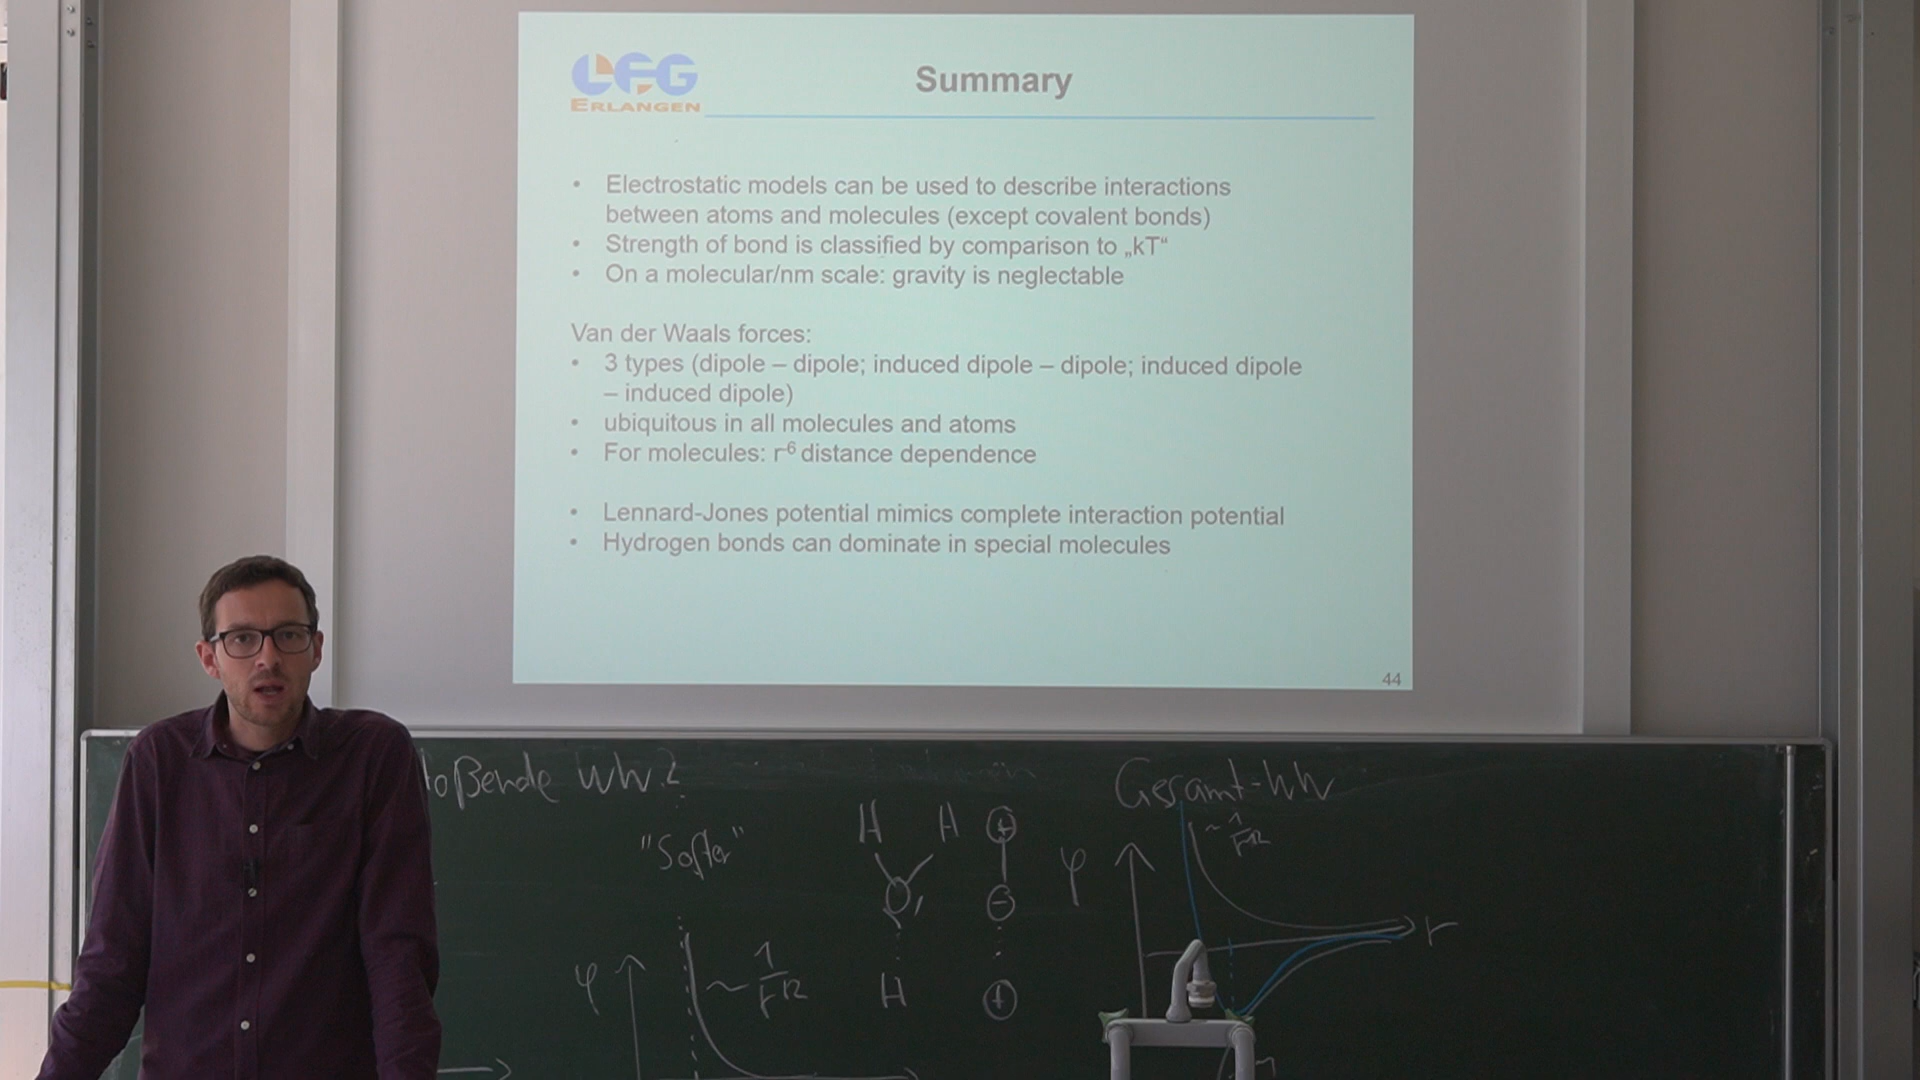 LFG
ERLANGEN
Summary
• Electrostatic models can be used to describe interactions
between atoms and molecules (except covalent bonds)
• Strength of bond is classified by comparison to „kT“
• On a molecular/nm scale: gravity is neglectable
Van der Waals forces:
• 3 types (dipole – dipole; induced dipole – dipole; induced dipole
– induced dipole)
• ubiquitous in all molecules and atoms
• For molecules: r⁻⁶ distance dependence
• Lennard-Jones potential mimics complete interaction potential
• Hydrogen bonds can dominate in special molecules
44
toßende WW?
"Softer"
φ
~ 1/r¹²
H H ⊕
O ⊖
H ⊕
Gesamt-WW
φ
~ 1/r¹²
r